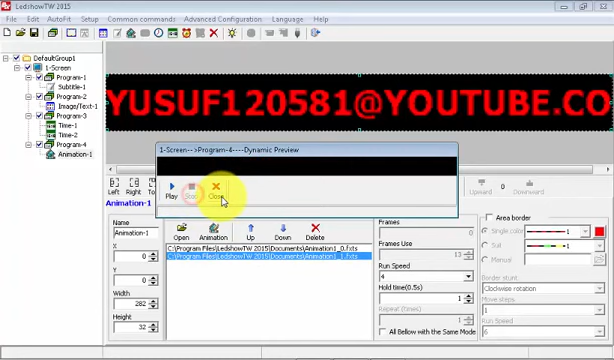 LedshowTW 2015
File Edit AutoFit Setup Common commands Advanced Configuration Language Help
DefaultGroup1
1-Screen
Program-1
Subtitle-1
Program-2
Image/Text-1
Program-3
Time-1
Time-2
Program-4
Animation-1
YUSUF120581@YOUTUBE.CO
1-Screen-->Program-4----Dynamic Preview
Play Stop Close
Left Right To Upward 0 Downward
Animation-1
Name
Animation-1
X
0
Y
0
Width
282
Height
32
Open Animation Up Down Delete
C:\Program Files\LedshowTW 2015\Documents\Animation1_0.fxts
C:\Program Files\LedshowTW 2015\Documents\Animation1_1.fxts
Frames
0
Frames Use
13
Run Speed
4
Hold time(0.5s)
1
Repeat (times)
1
All Bellow with the Same Mode
Area border
Single color 1
Suit 1
Manual
Border stunt
Clockwise rotation
Move steps
1
Run Speed
6